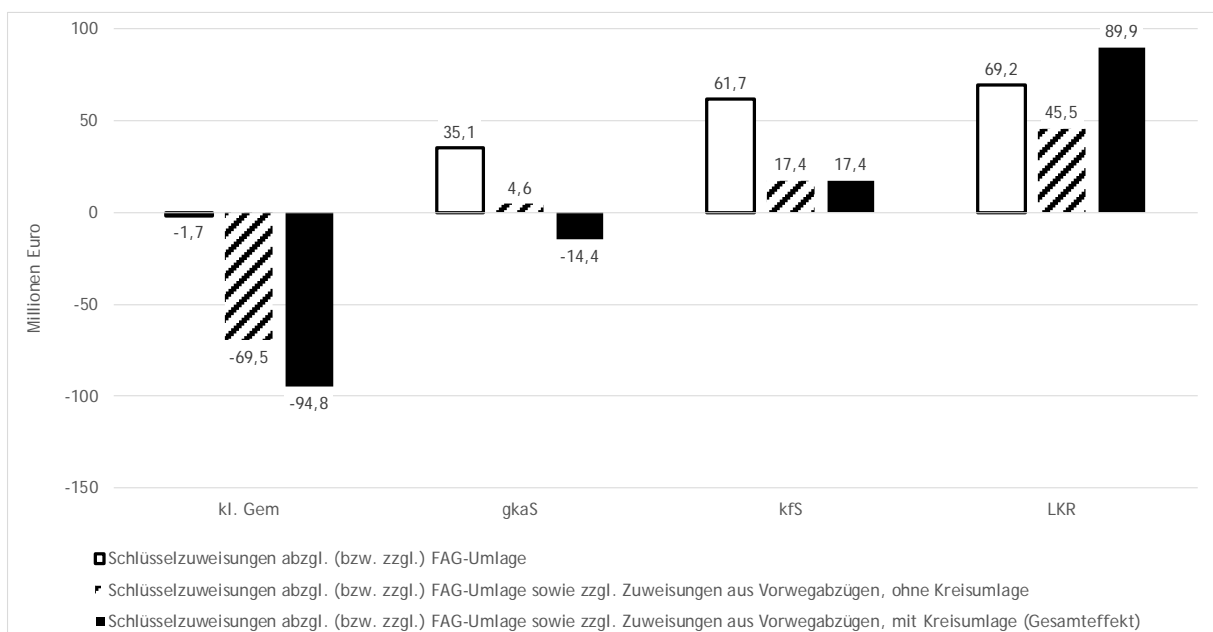 100
89,9
69,2
61,7
50
45,5
35,1
17,4
17,4
4,6
0
-1,7
-14,4
-50
-69,5
-94,8
-100
-150
Millionen Euro
kl. Gem
gkaS
kfS
LKR
Schlüsselzuweisungen abzgl. (bzw. zzgl.) FAG-Umlage
Schlüsselzuweisungen abzgl. (bzw. zzgl.) FAG-Umlage sowie zzgl. Zuweisungen aus Vorwegabzügen, ohne Kreisumlage
Schlüsselzuweisungen abzgl. (bzw. zzgl.) FAG-Umlage sowie zzgl. Zuweisungen aus Vorwegabzügen, mit Kreisumlage (Gesamteffekt)